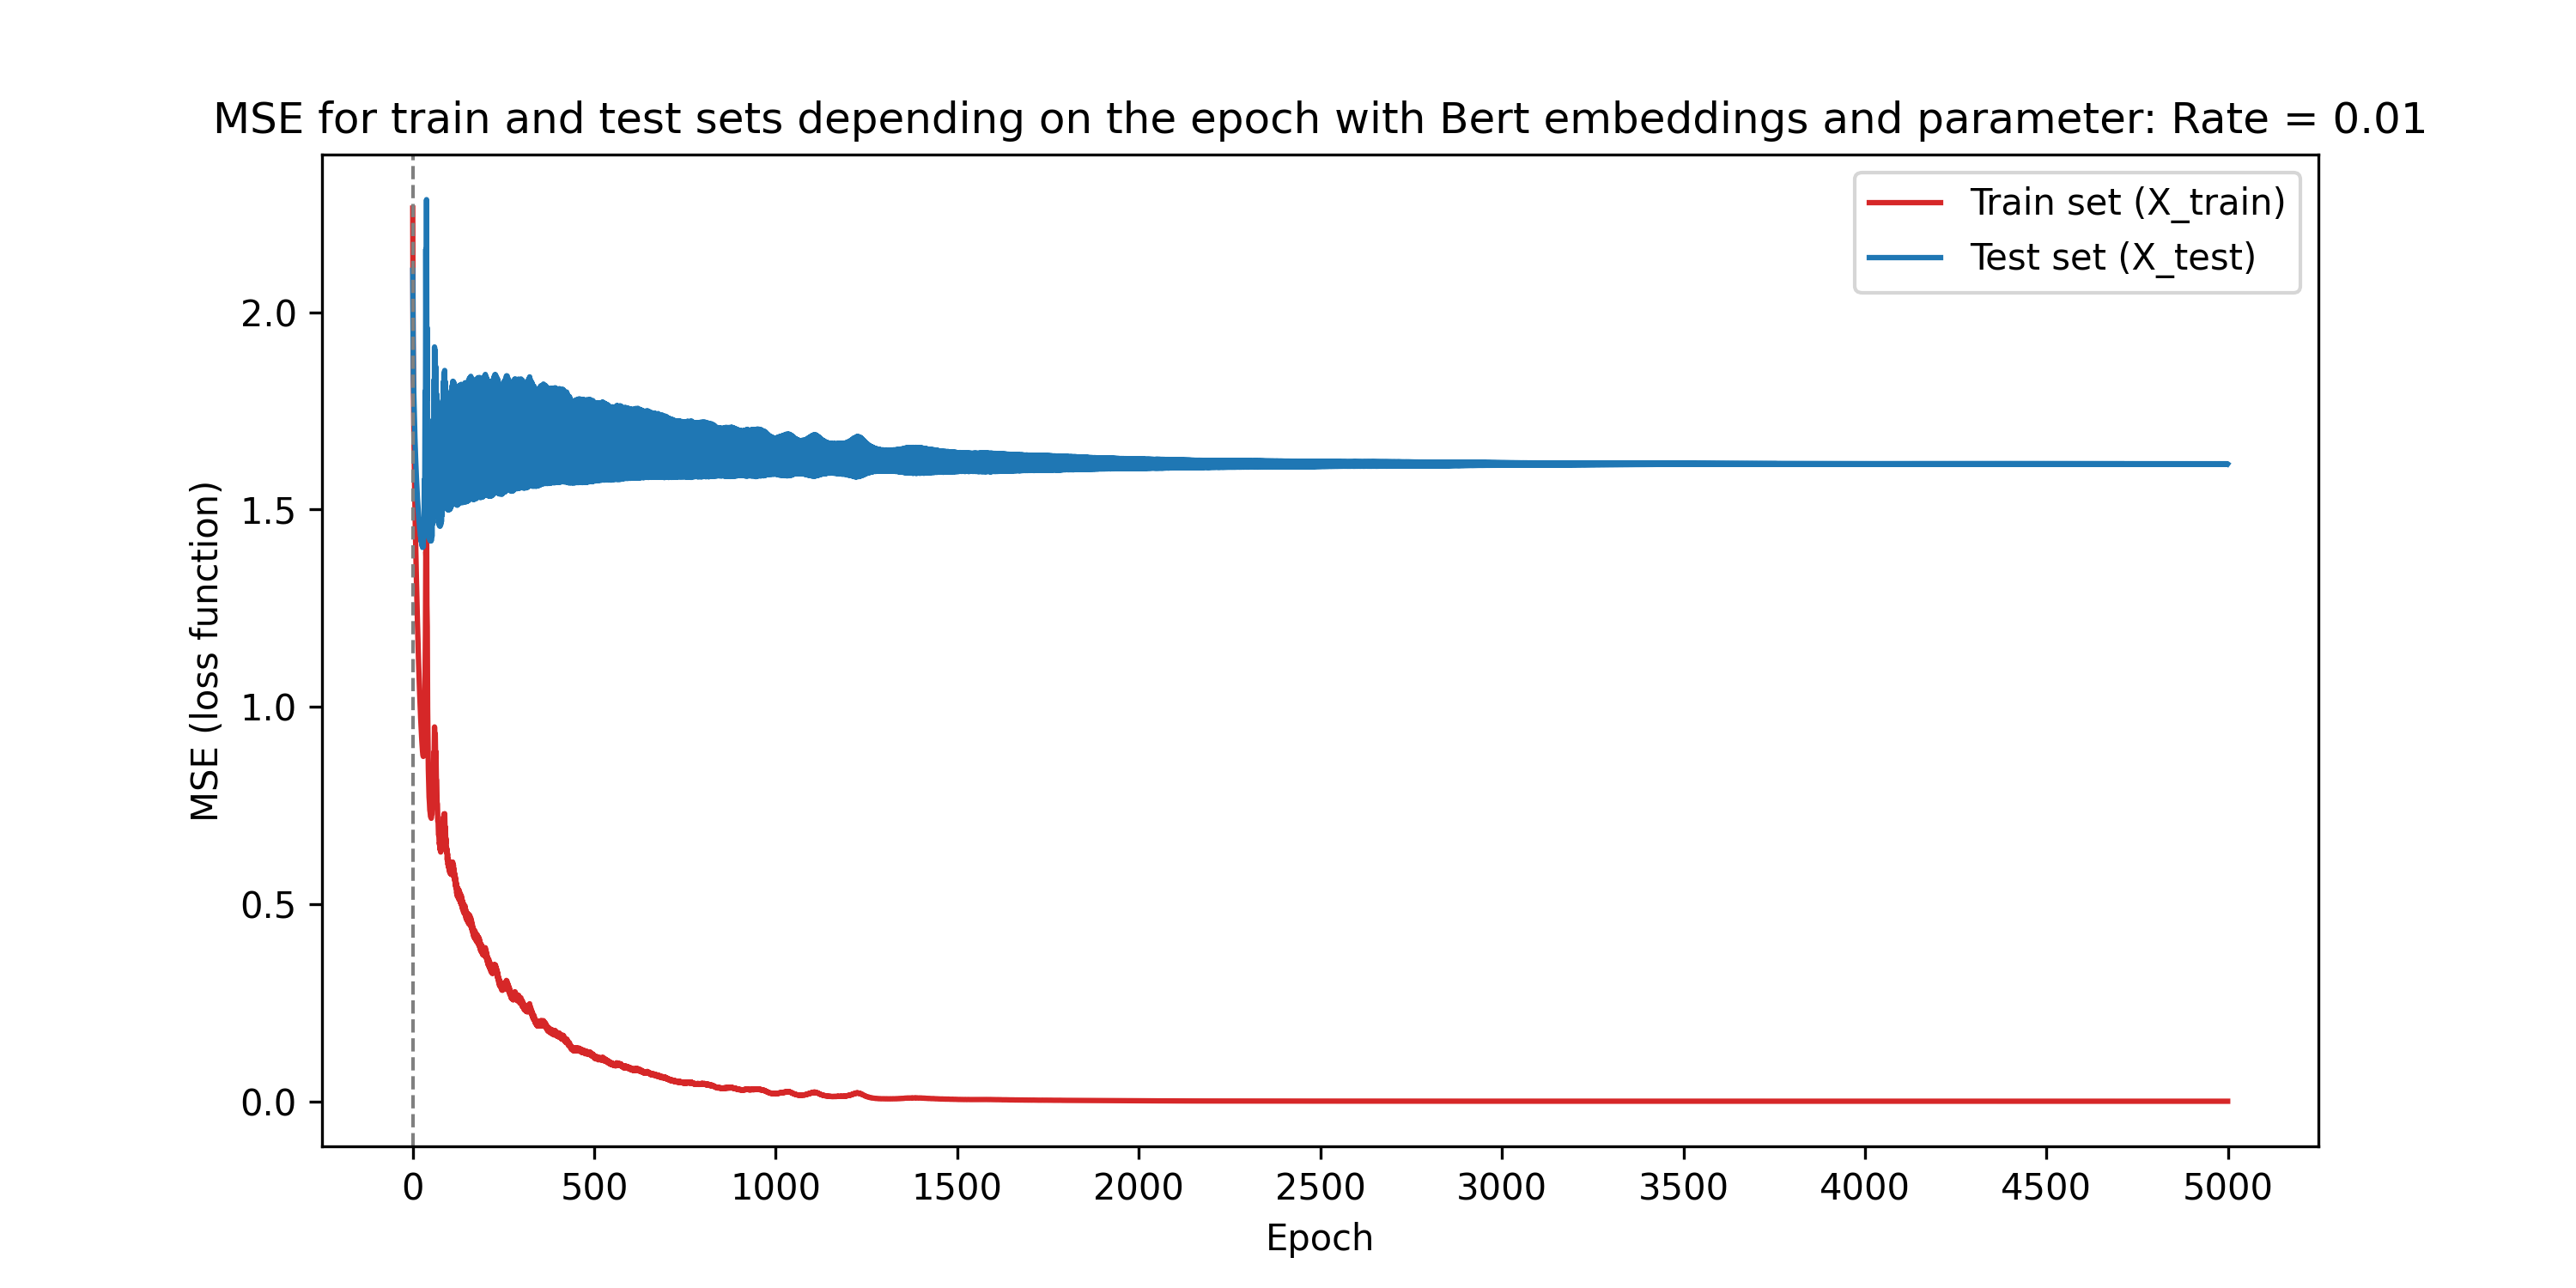 MSE for train and test sets depending on the epoch with Bert embeddings and parameter: Rate = 0.01
Train set (X_train)
Test set (X_test)
MSE (loss function)
2.0
1.5
1.0
0.5
0.0
0 500 1000 1500 2000 2500 3000 3500 4000 4500 5000
Epoch